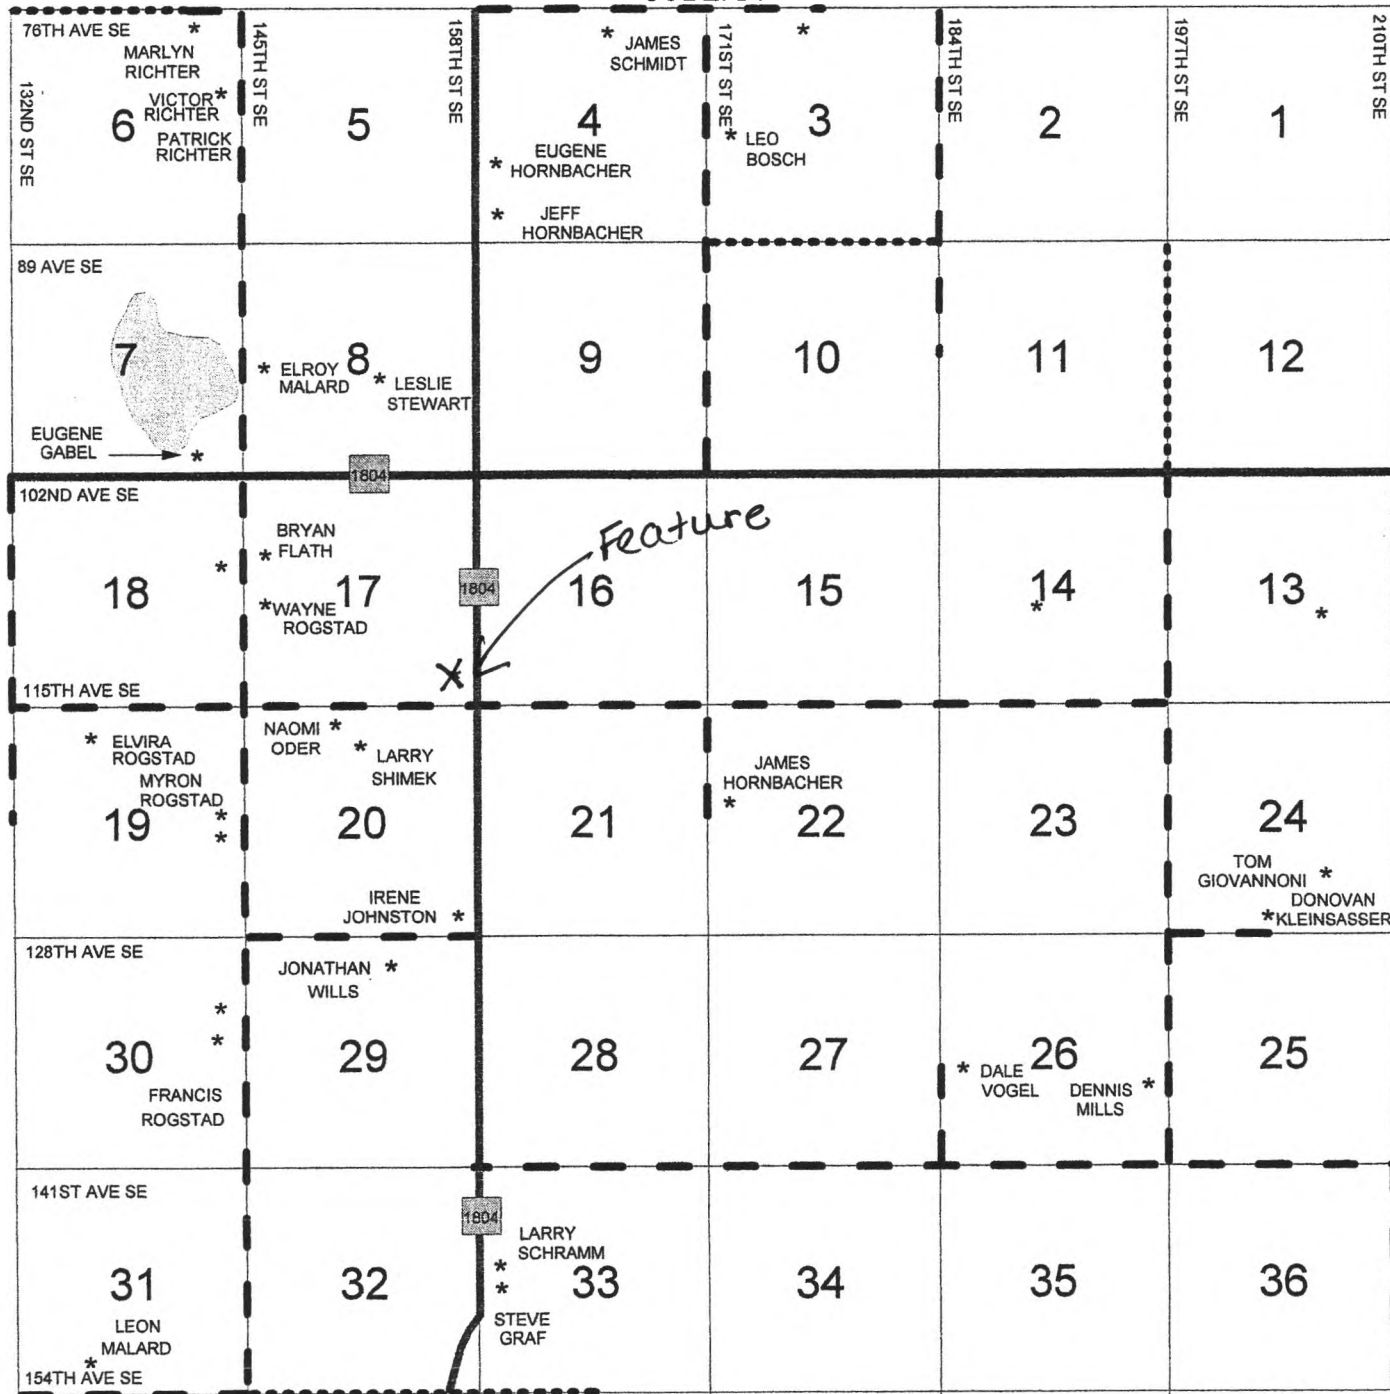 76TH AVE SE
MARLYN
RICHTER
132ND ST SE
VICTOR
RICHTER
PATRICK
RICHTER
6
145TH ST SE
5
158TH ST SE
JAMES
SCHMIDT
4
EUGENE
HORNBACHER
JEFF
HORNBACHER
171ST ST SE
3
LEO
BOSCH
184TH ST SE
2
197TH ST SE
1
210TH ST SE
89 AVE SE
7
EUGENE
GABEL
ELROY
MALARD
8
LESLIE
STEWART
9
10
11
12
1804
102ND AVE SE
18
BRYAN
FLATH
17
WAYNE
ROGSTAD
1804
Feature
X
16
15
14
13
115TH AVE SE
ELVIRA
ROGSTAD
MYRON
ROGSTAD
19
NAOMI
ODER
LARRY
SHIMEK
20
IRENE
JOHNSTON
21
JAMES
HORNBACHER
22
23
24
TOM
GIOVANNONI
DONOVAN
KLEINSASSER
128TH AVE SE
30
FRANCIS
ROGSTAD
JONATHAN
WILLS
29
28
27
26
DALE
VOGEL
DENNIS
MILLS
25
141ST AVE SE
31
LEON
MALARD
154TH AVE SE
32
1804
LARRY
SCHRAMM
33
STEVE
GRAF
34
35
36